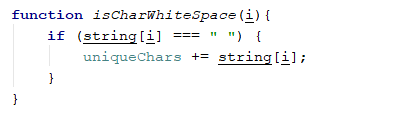 function isCharWhiteSpace(i){
if (string[i] === " ") {
uniqueChars += string[i];
}
}